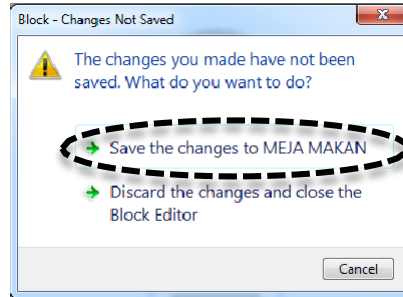 Block - Changes Not Saved
The changes you made have not been
saved. What do you want to do?
Save the changes to MEJA MAKAN
Discard the changes and close the
Block Editor
Cancel